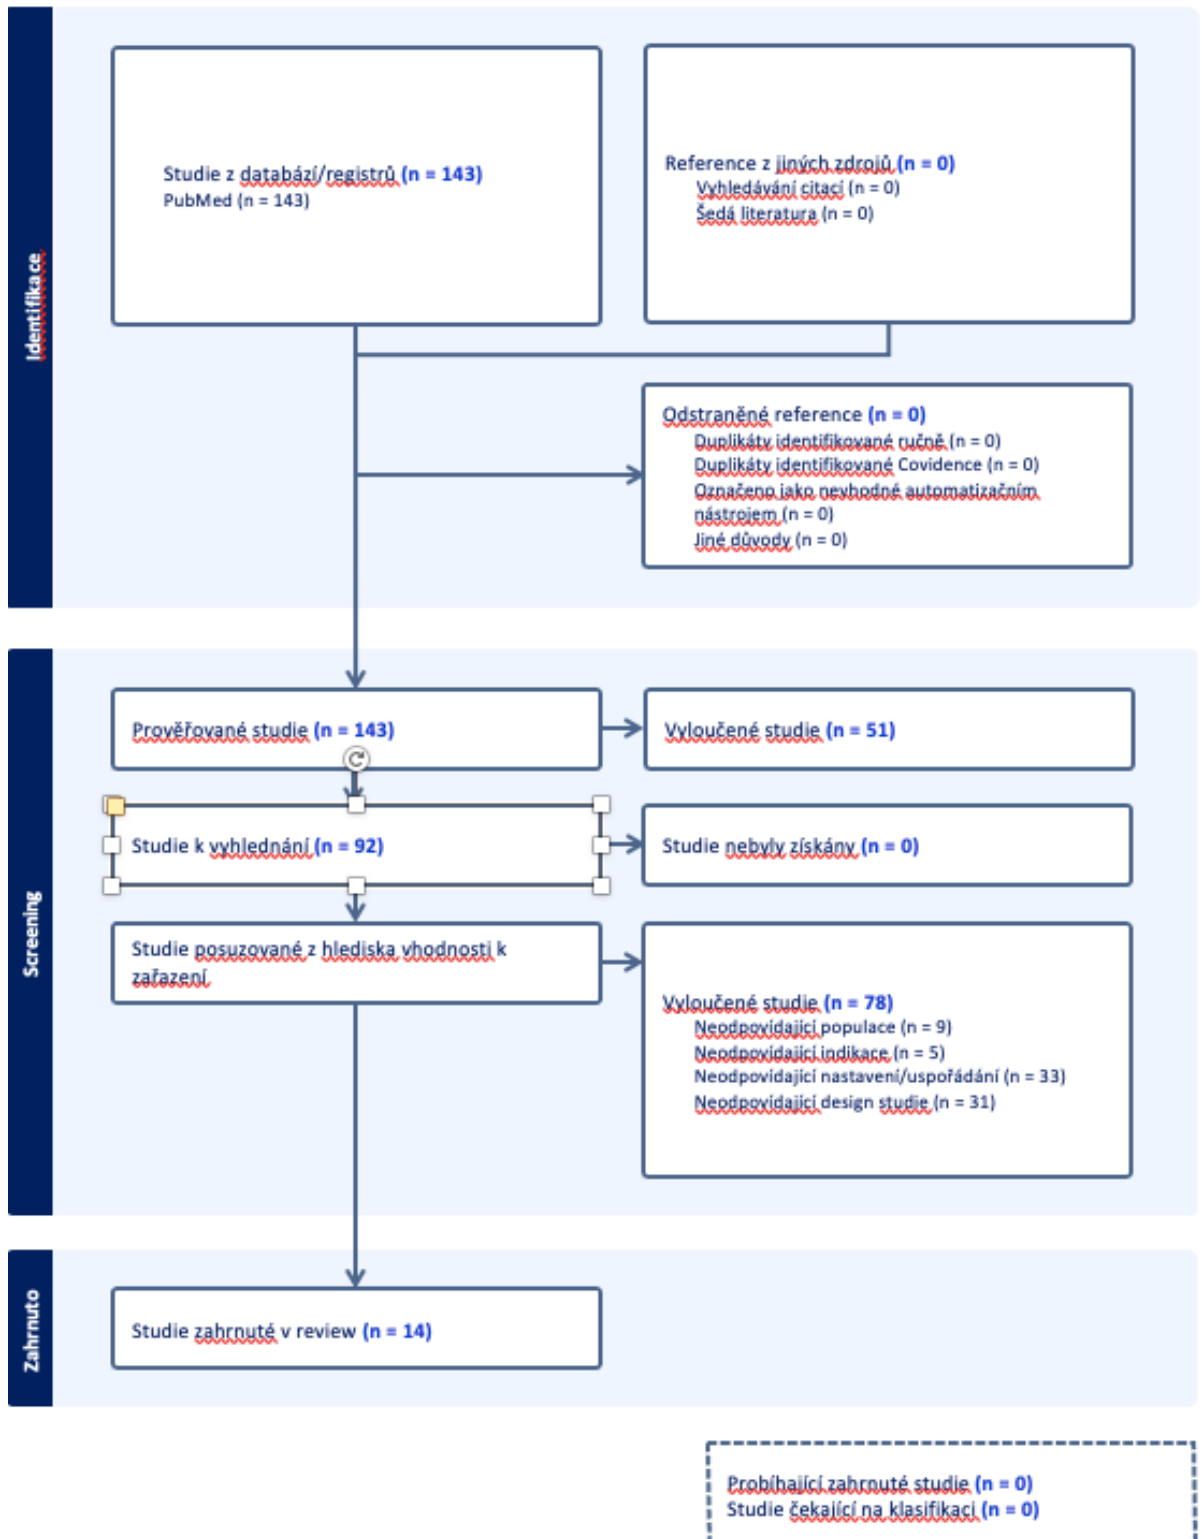 Identifikace
Studie z databází/registrů (n = 143)
PubMed (n = 143)
Reference z jiných zdrojů (n = 0)
Vyhledávání citací (n = 0)
Šedá literatura (n = 0)
Odstraněné reference (n = 0)
Duplikáty identifikované ručně (n = 0)
Duplikáty identifikované Covidence (n = 0)
Označeno jako nevhodné automatizačním
nástrojem (n = 0)
Jiné důvody (n = 0)
Screening
Prověřované studie (n = 143)
Vyloučené studie (n = 51)
Studie k vyhlednání (n = 92)
Studie nebyly získány (n = 0)
Studie posuzované z hlediska vhodnosti k
zařazení
Vyloučené studie (n = 78)
Neodpovídající populace (n = 9)
Neodpovídající indikace (n = 5)
Neodpovídající nastavení/uspořádání (n = 33)
Neodpovídající design studie (n = 31)
Zahrnuto
Studie zahrnuté v review (n = 14)
Probíhající zahrnuté studie (n = 0)
Studie čekající na klasifikaci (n = 0)